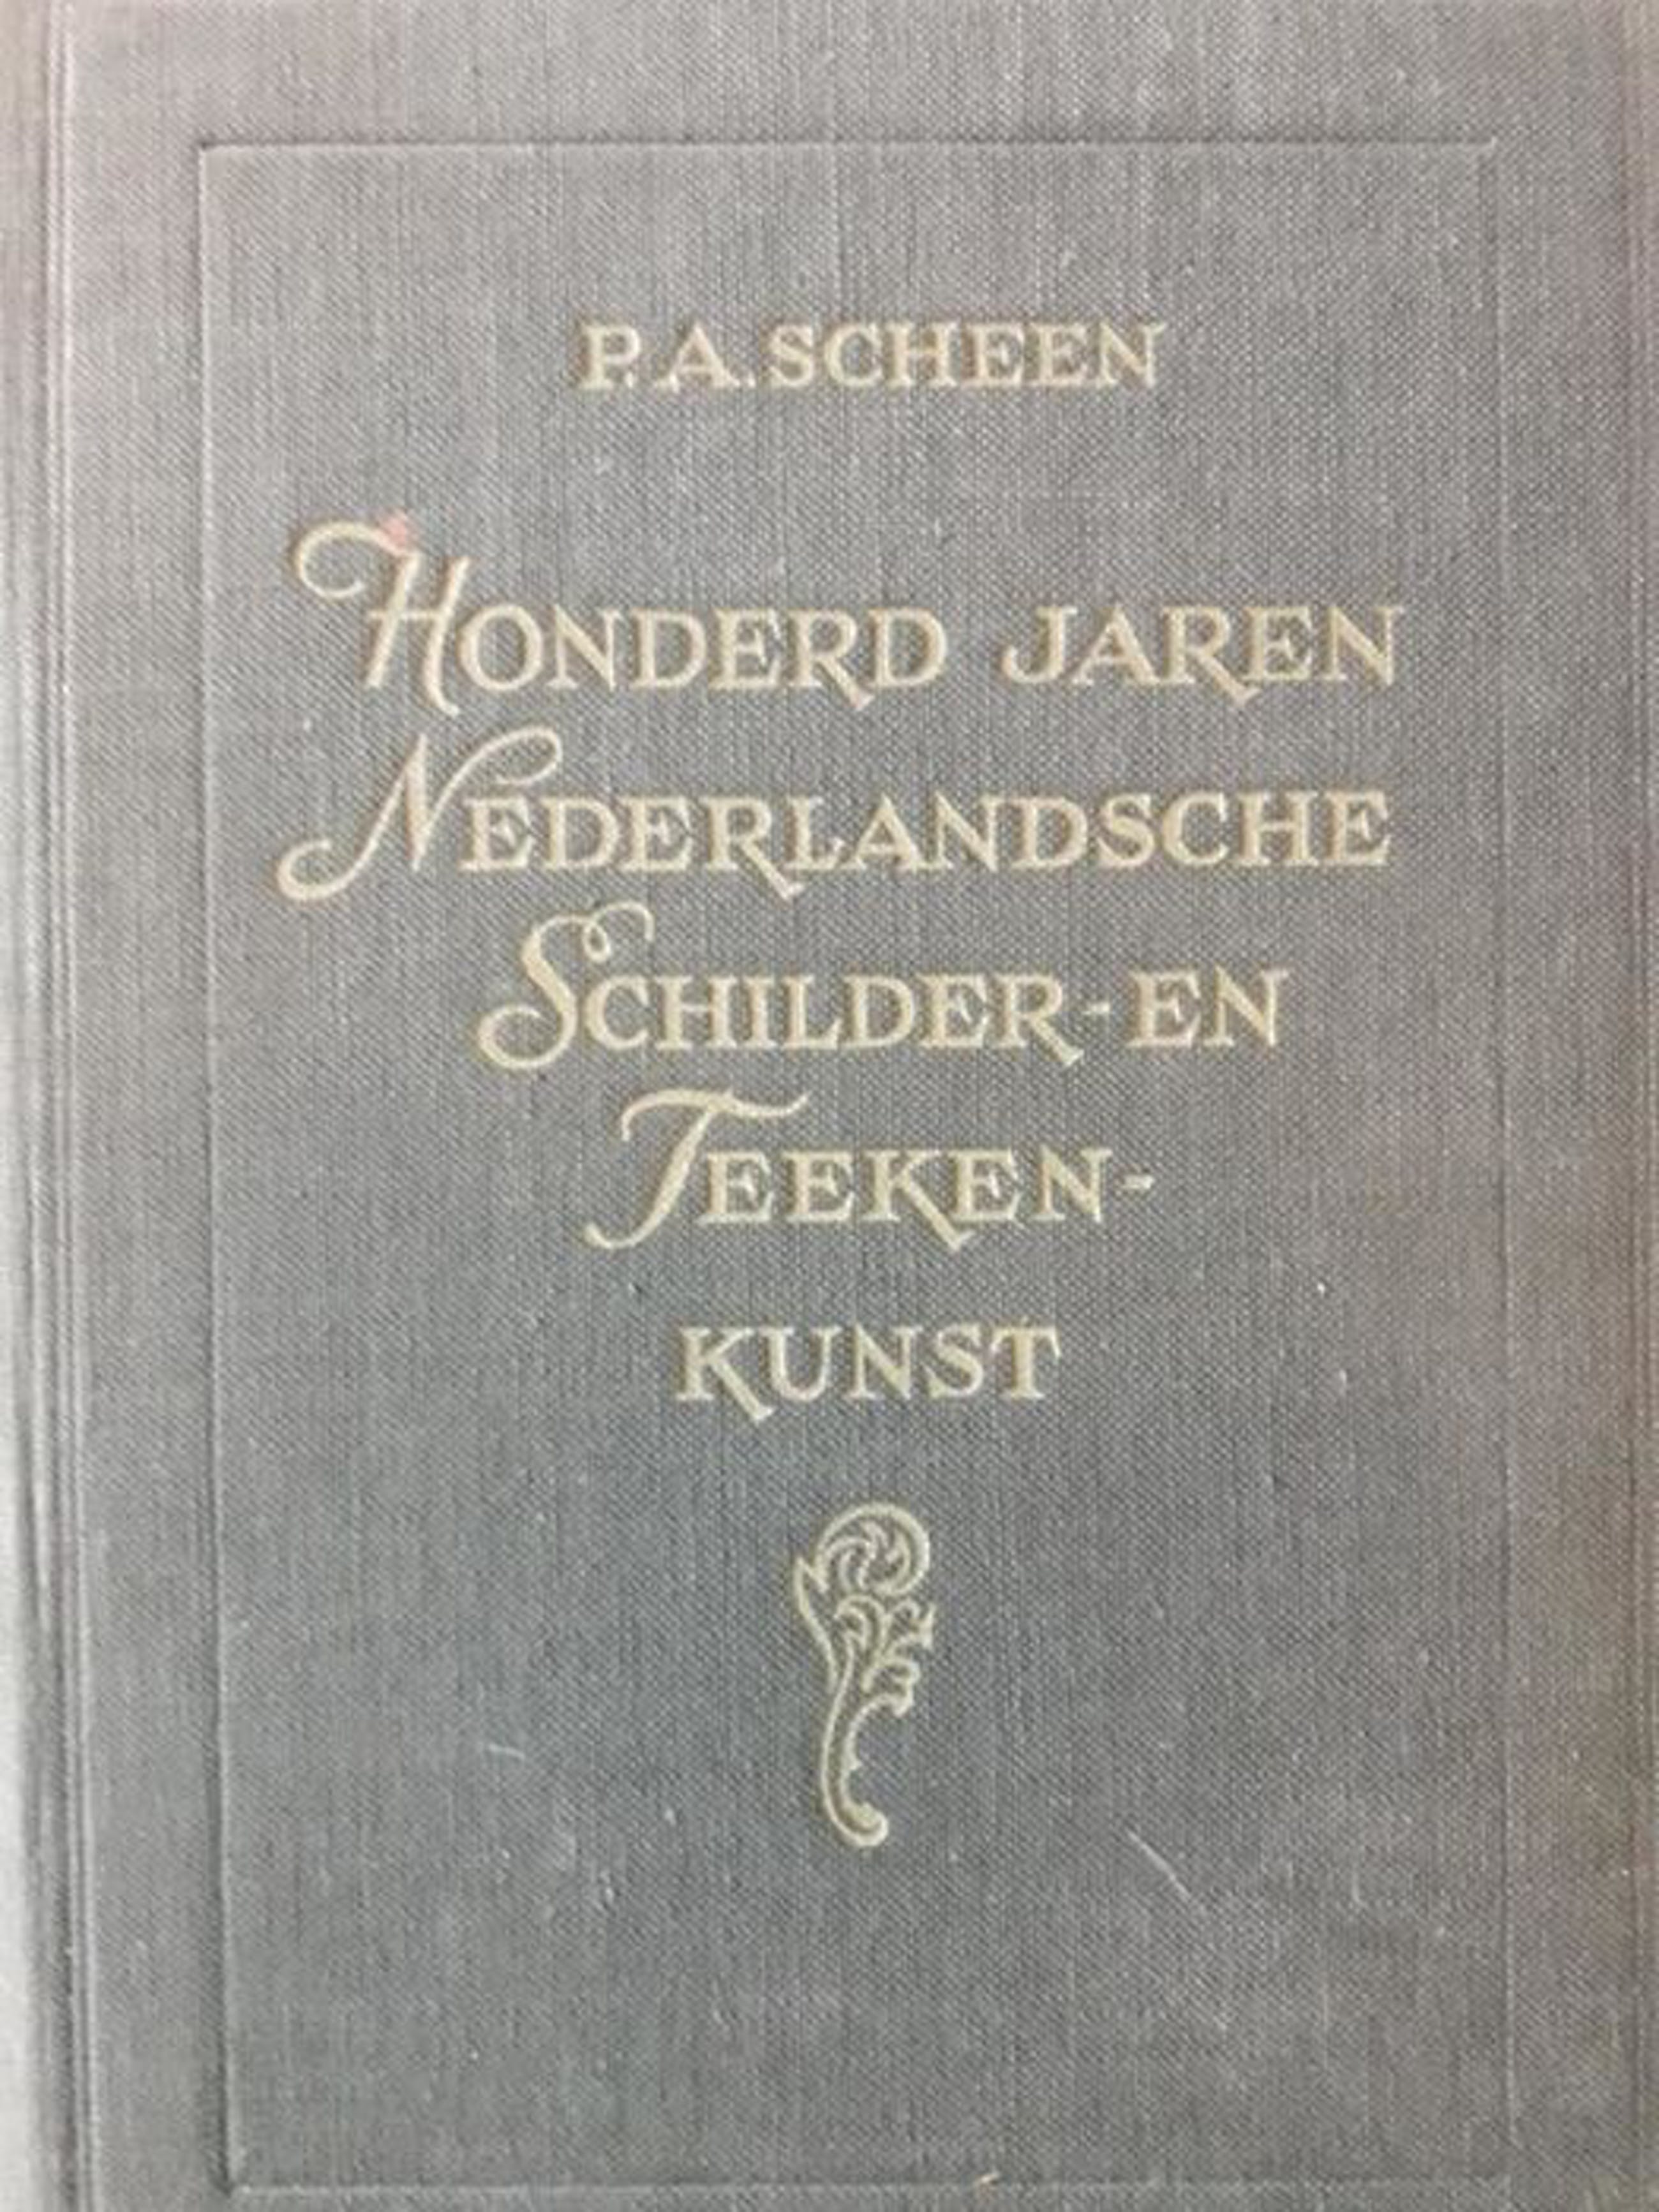 P.A. SCHEEN
HONDERD JAREN
NEDERLANDSCHE
SCHILDER-EN
TEEKEN-
KUNST